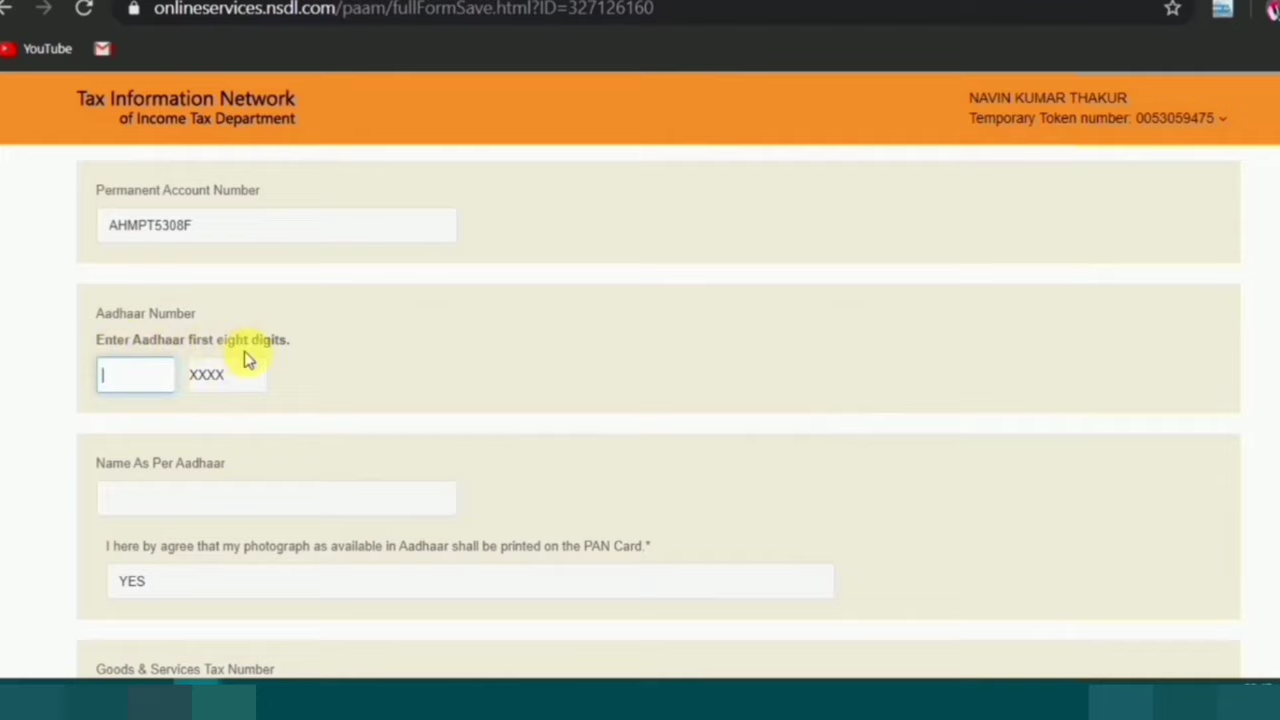 onlineservices.nsdl.com/paam/fullFormSave.html?ID=327126160
YouTube
Tax Information Network
of Income Tax Department
NAVIN KUMAR THAKUR
Temporary Token number: 0053059475
Permanent Account Number
AHMPT5308F
Aadhaar Number
Enter Aadhaar first eight digits.
XXXX
Name As Per Aadhaar
I here by agree that my photograph as available in Aadhaar shall be printed on the PAN Card.*
YES
Goods & Services Tax Number